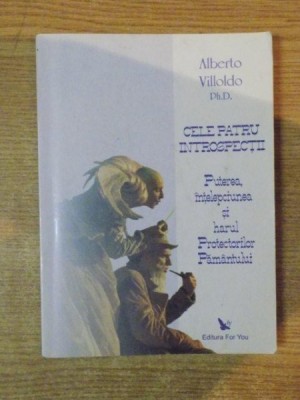 Alberto
Villoldo
Ph.D.
CELE PATRU
INTROSPECȚII
Puterea,
înțelepciunea
și
harul
Protectorilor
Pământului
Editura For You